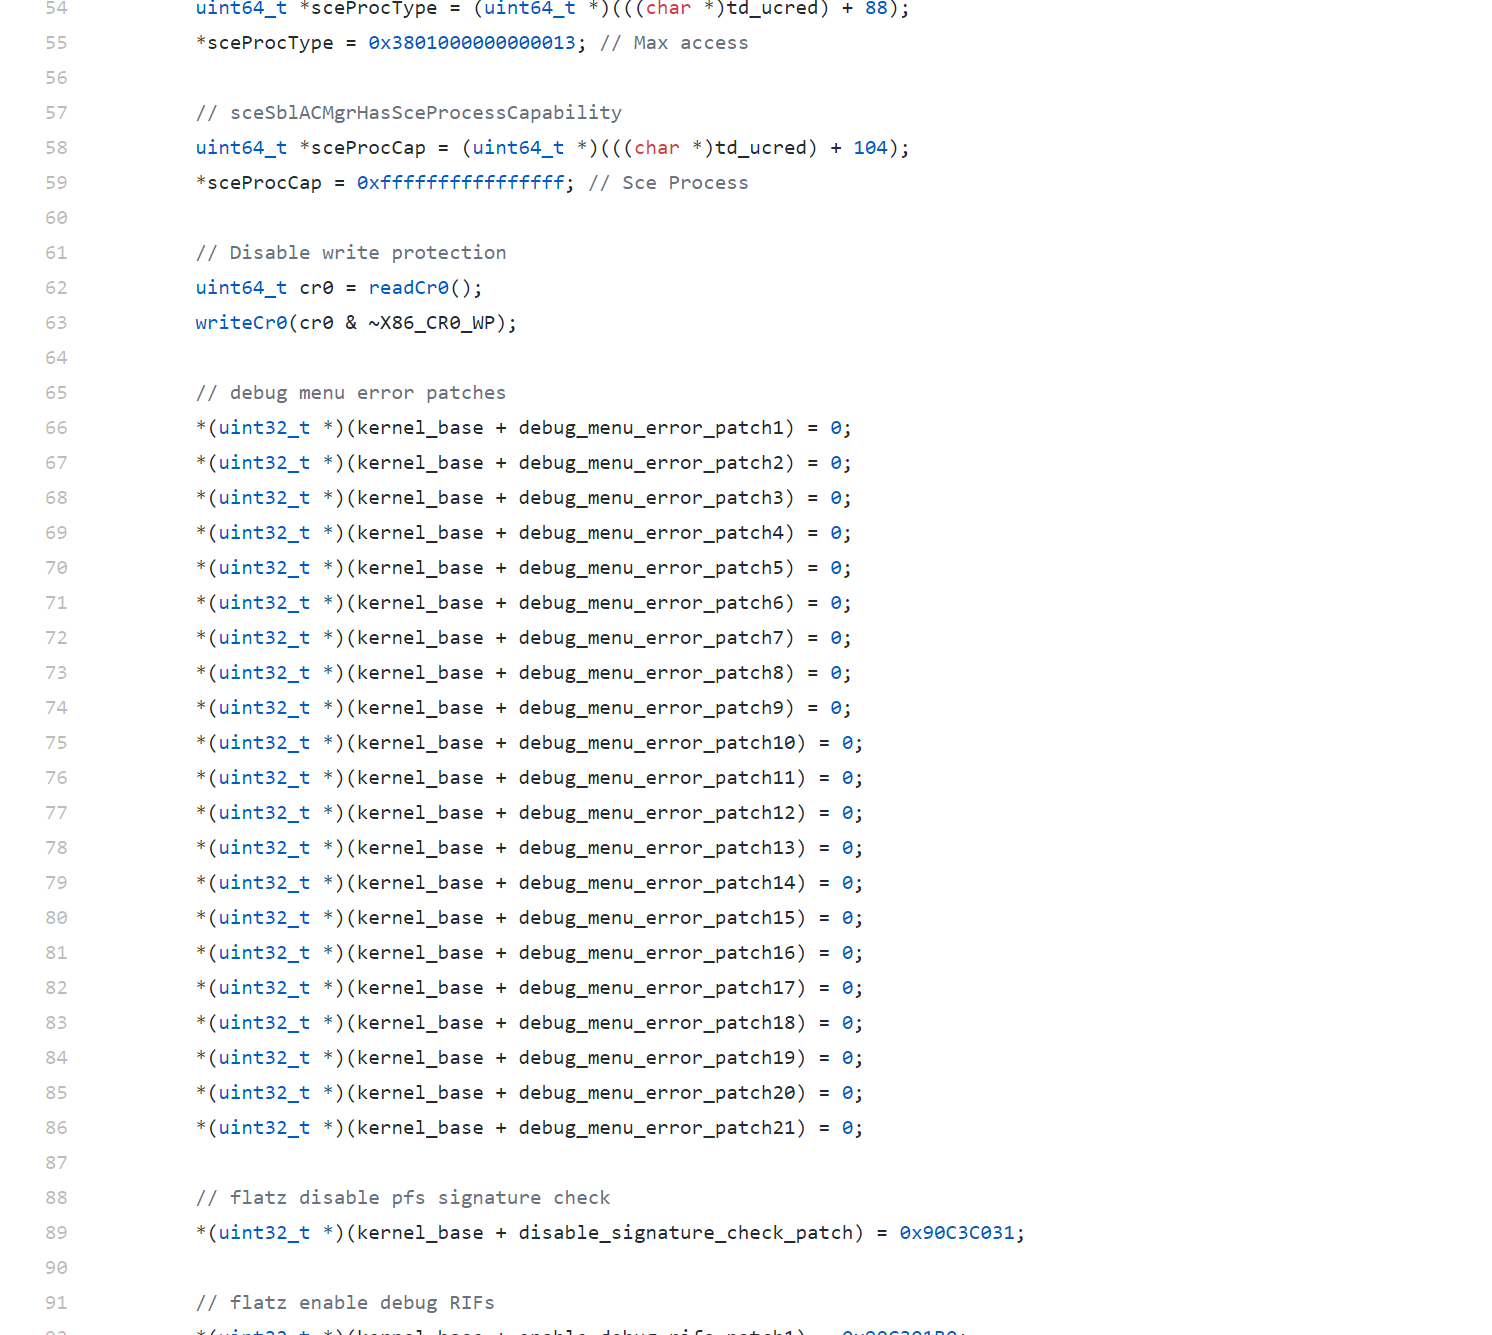 54 uint64_t *sceProcType = (uint64_t *)(((char *)td_ucred) + 88);
55 *sceProcType = 0x3801000000000013; // Max access
56
57 // sceSblACMgrHasSceProcessCapability
58 uint64_t *sceProcCap = (uint64_t *)(((char *)td_ucred) + 104);
59 *sceProcCap = 0xffffffffffffffff; // Sce Process
60
61 // Disable write protection
62 uint64_t cr0 = readCr0();
63 writeCr0(cr0 & ~X86_CR0_WP);
64
65 // debug menu error patches
66 *(uint32_t *)(kernel_base + debug_menu_error_patch1) = 0;
67 *(uint32_t *)(kernel_base + debug_menu_error_patch2) = 0;
68 *(uint32_t *)(kernel_base + debug_menu_error_patch3) = 0;
69 *(uint32_t *)(kernel_base + debug_menu_error_patch4) = 0;
70 *(uint32_t *)(kernel_base + debug_menu_error_patch5) = 0;
71 *(uint32_t *)(kernel_base + debug_menu_error_patch6) = 0;
72 *(uint32_t *)(kernel_base + debug_menu_error_patch7) = 0;
73 *(uint32_t *)(kernel_base + debug_menu_error_patch8) = 0;
74 *(uint32_t *)(kernel_base + debug_menu_error_patch9) = 0;
75 *(uint32_t *)(kernel_base + debug_menu_error_patch10) = 0;
76 *(uint32_t *)(kernel_base + debug_menu_error_patch11) = 0;
77 *(uint32_t *)(kernel_base + debug_menu_error_patch12) = 0;
78 *(uint32_t *)(kernel_base + debug_menu_error_patch13) = 0;
79 *(uint32_t *)(kernel_base + debug_menu_error_patch14) = 0;
80 *(uint32_t *)(kernel_base + debug_menu_error_patch15) = 0;
81 *(uint32_t *)(kernel_base + debug_menu_error_patch16) = 0;
82 *(uint32_t *)(kernel_base + debug_menu_error_patch17) = 0;
83 *(uint32_t *)(kernel_base + debug_menu_error_patch18) = 0;
84 *(uint32_t *)(kernel_base + debug_menu_error_patch19) = 0;
85 *(uint32_t *)(kernel_base + debug_menu_error_patch20) = 0;
86 *(uint32_t *)(kernel_base + debug_menu_error_patch21) = 0;
87
88 // flatz disable pfs signature check
89 *(uint32_t *)(kernel_base + disable_signature_check_patch) = 0x90C3C031;
90
91 // flatz enable debug RIFs